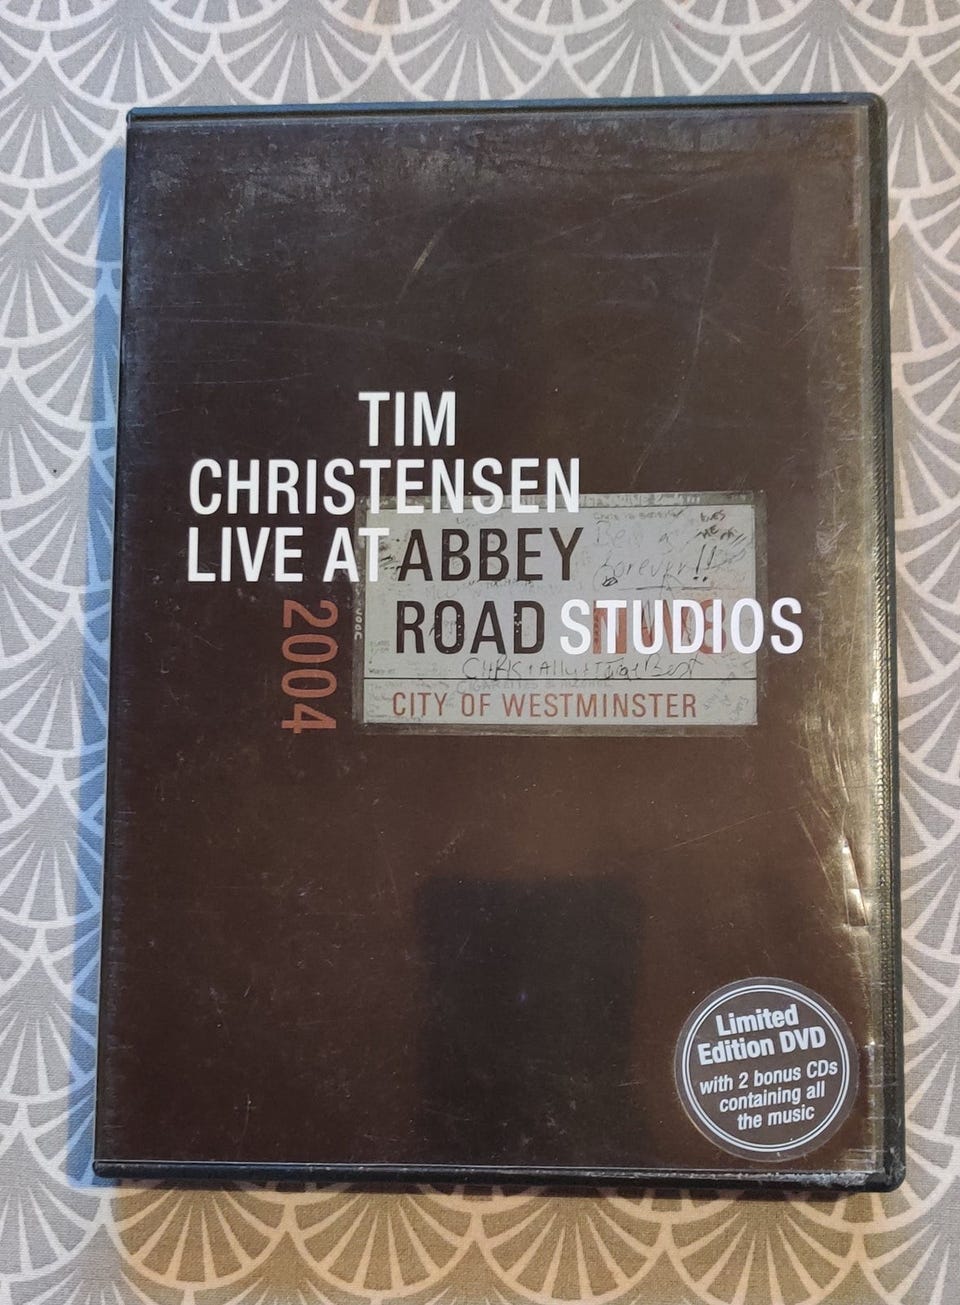 TIM
CHRISTENSEN
LIVE AT ABBEY
ROAD STUDIOS
NW8
2004
CITY OF WESTMINSTER
Limited
Edition DVD
with 2 bonus CDs
containing all
the music